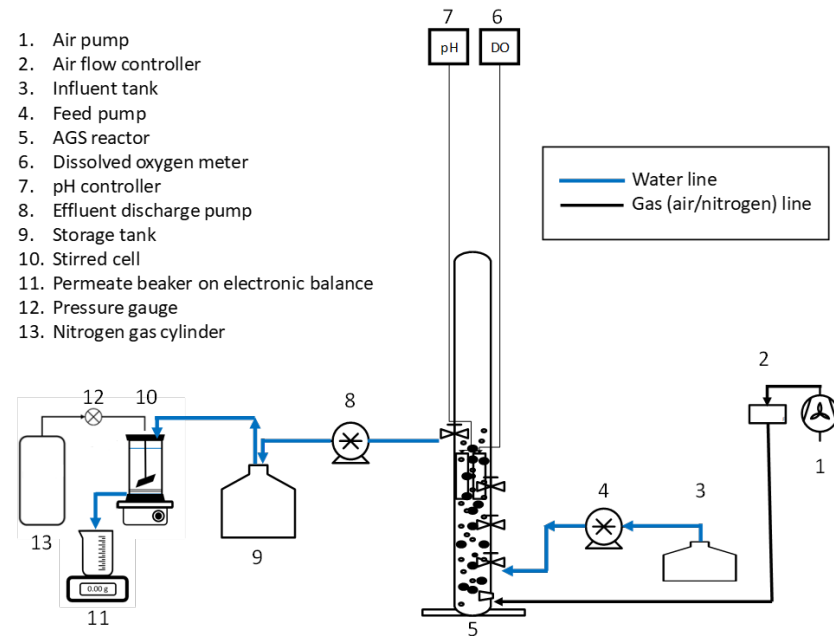 1. Air pump
2. Air flow controller
3. Influent tank
4. Feed pump
5. AGS reactor
6. Dissolved oxygen meter
7. pH controller
8. Effluent discharge pump
9. Storage tank
10. Stirred cell
11. Permeate beaker on electronic balance
12. Pressure gauge
13. Nitrogen gas cylinder
7
6
pH
DO
Water line
Gas (air/nitrogen) line
2
12
10
8
1
4
3
13
9
0.00 g
11
5